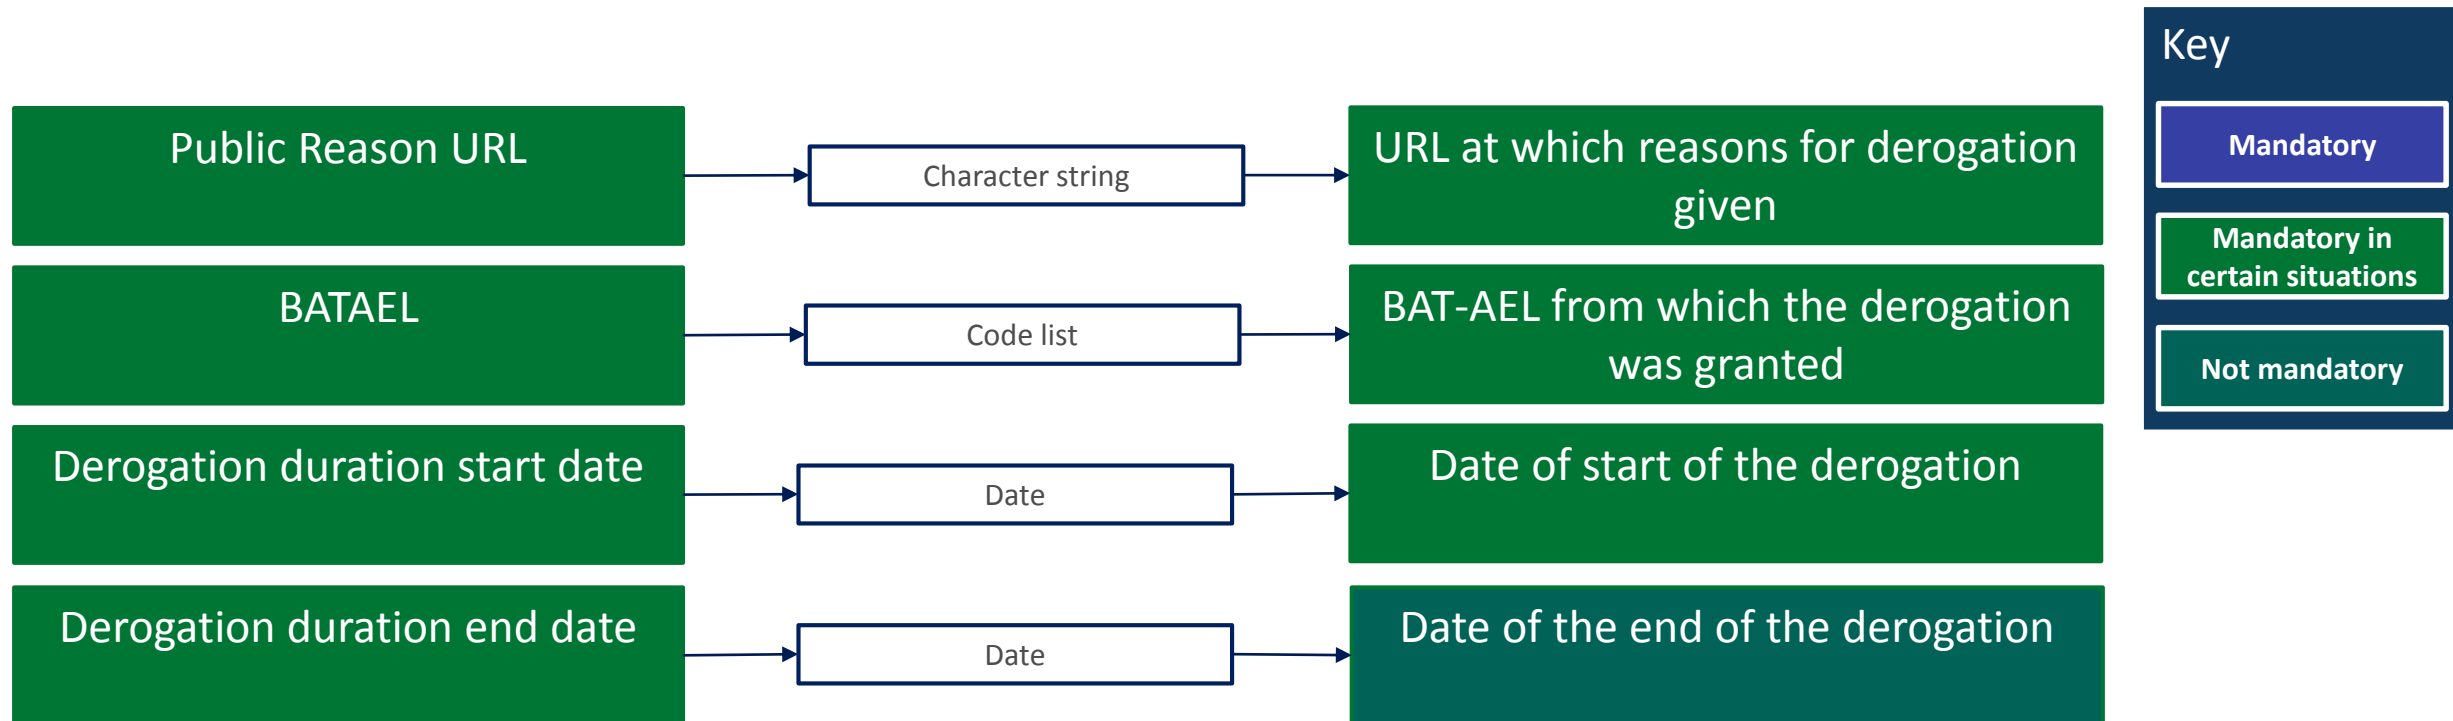 Key
Mandatory
Mandatory in
certain situations
Not mandatory
Public Reason URL
Character string
URL at which reasons for derogation
given
BATAEL
Code list
BAT-AEL from which the derogation
was granted
Derogation duration start date
Date
Date of start of the derogation
Derogation duration end date
Date
Date of the end of the derogation